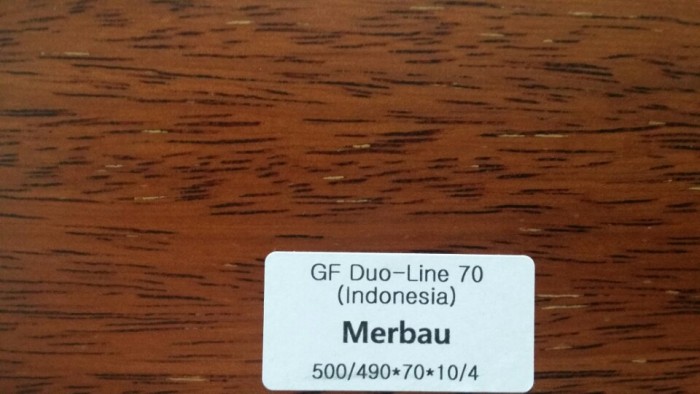 GF Duo-Line 70
(Indonesia)
Merbau
500/490*70*10/4